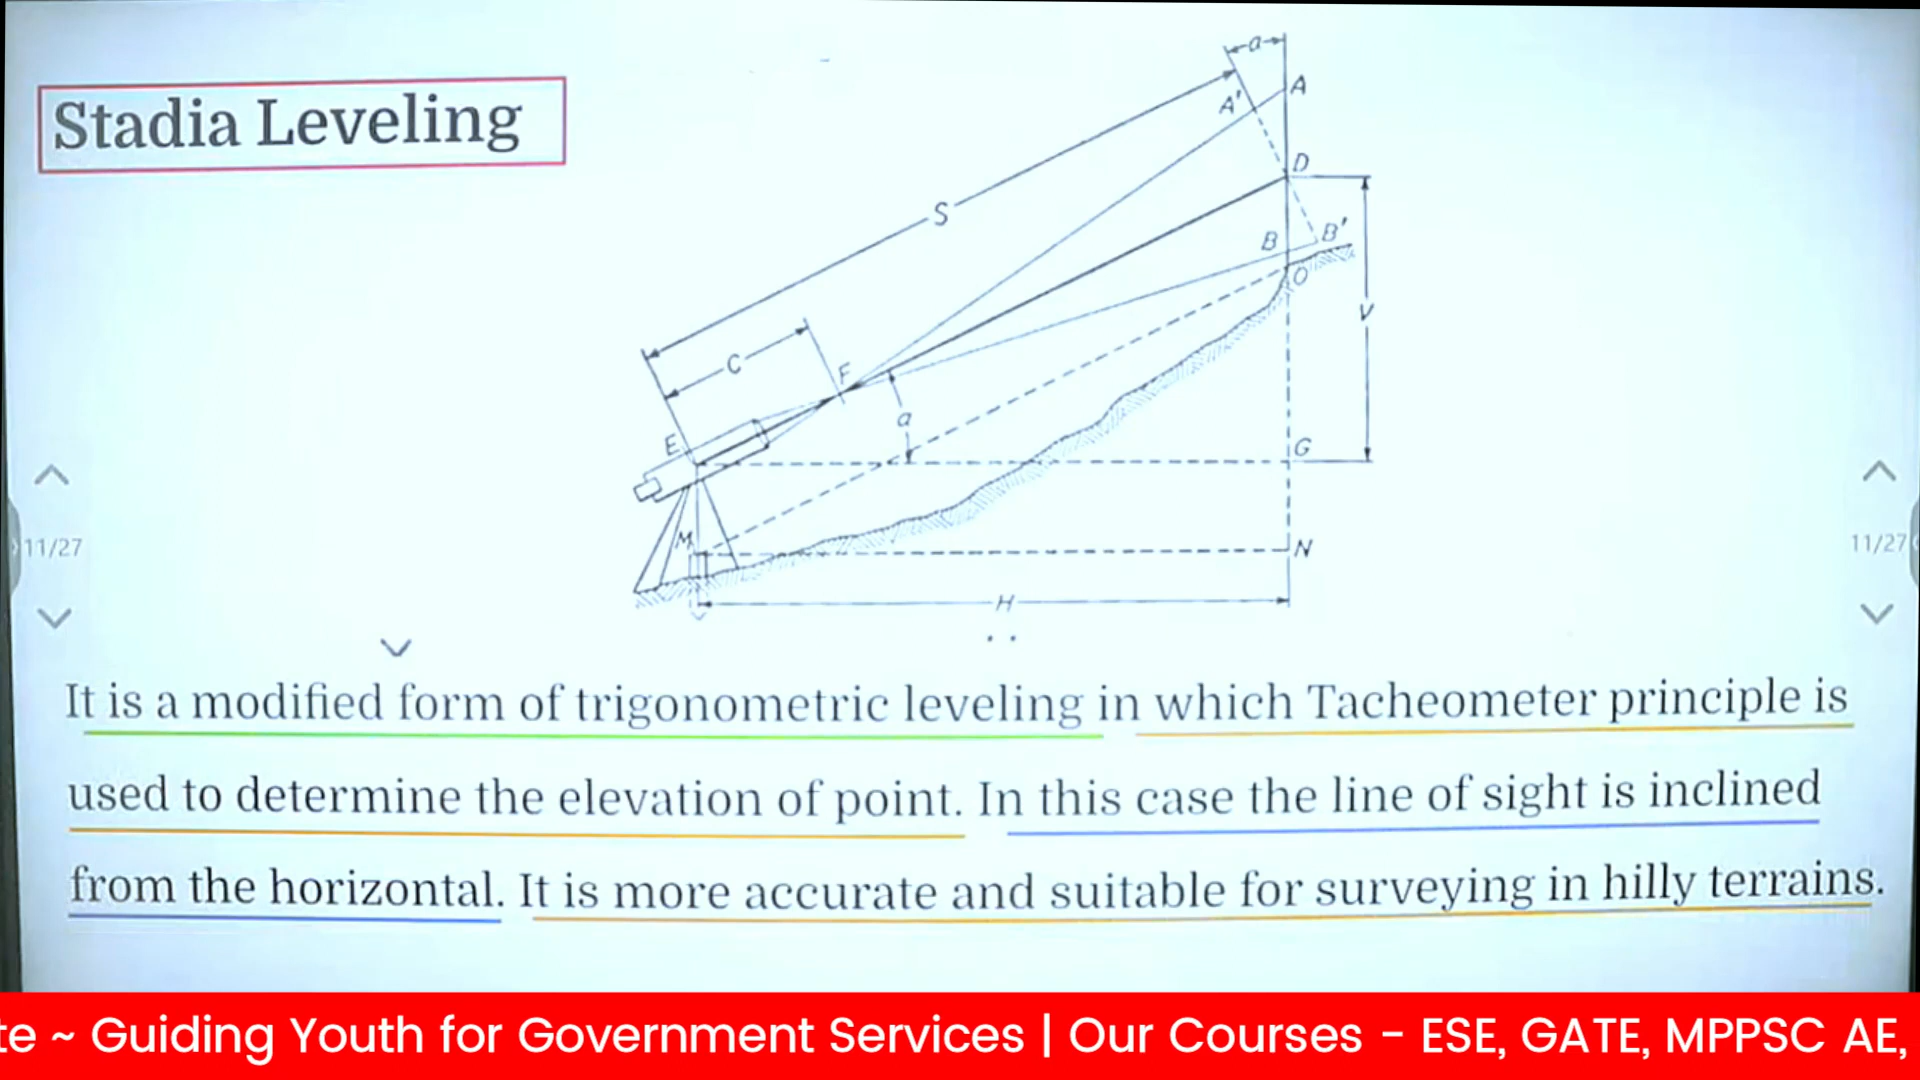 Stadia Leveling
a
A'
A
S
D
B
B'
O
V
C
F
a
E
G
M
N
H
11/27
11/27
It is a modified form of trigonometric leveling in which Tacheometer principle is
used to determine the elevation of point. In this case the line of sight is inclined
from the horizontal. It is more accurate and suitable for surveying in hilly terrains.
te ~ Guiding Youth for Government Services | Our Courses - ESE, GATE, MPPSC AE,